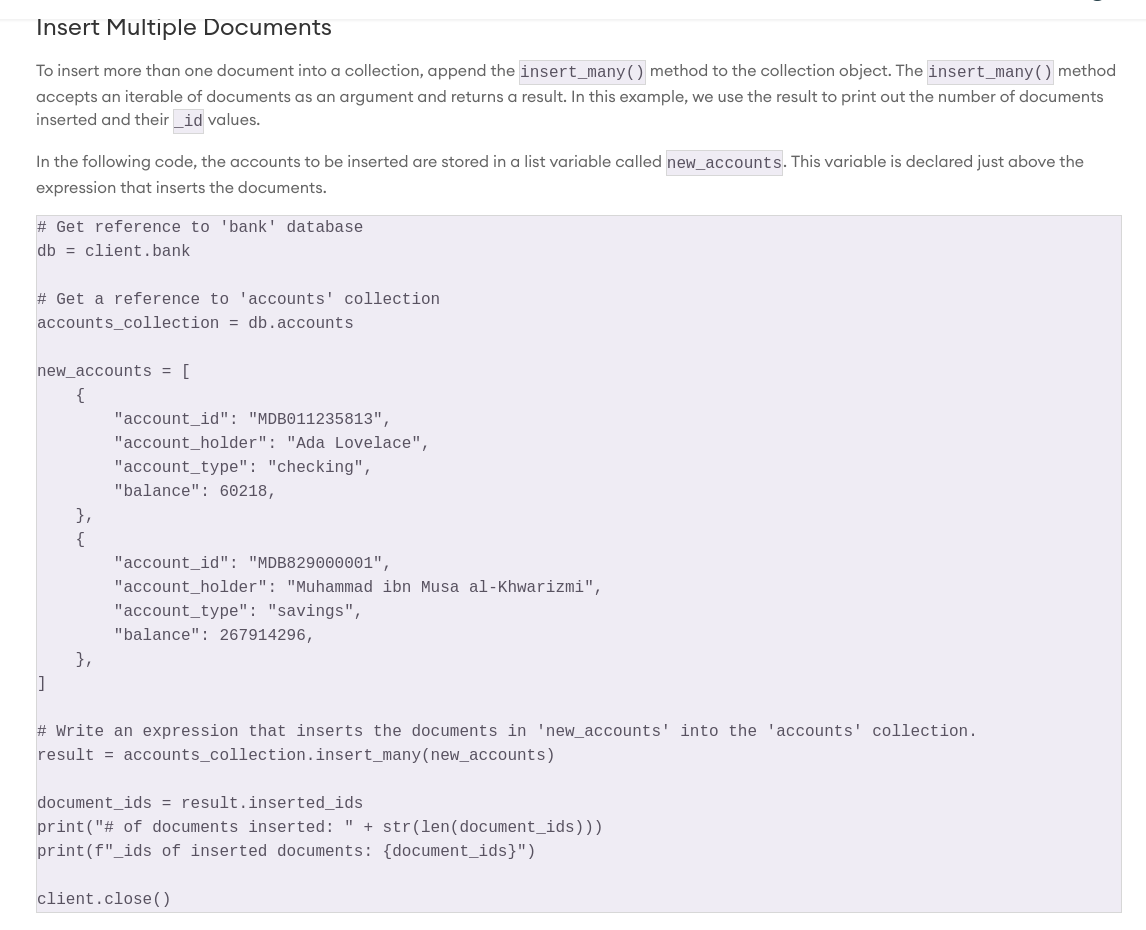 Insert Multiple Documents
To insert more than one document into a collection, append the insert_many() method to the collection object. The insert_many() method
accepts an iterable of documents as an argument and returns a result. In this example, we use the result to print out the number of documents
inserted and their _id values.
In the following code, the accounts to be inserted are stored in a list variable called new_accounts. This variable is declared just above the
expression that inserts the documents.
# Get reference to 'bank' database
db = client.bank
# Get a reference to 'accounts' collection
accounts_collection = db.accounts
new_accounts = [
    {
        "account_id": "MDB011235813",
        "account_holder": "Ada Lovelace",
        "account_type": "checking",
        "balance": 60218,
    },
    {
        "account_id": "MDB829000001",
        "account_holder": "Muhammad ibn Musa al-Khwarizmi",
        "account_type": "savings",
        "balance": 267914296,
    },
]
# Write an expression that inserts the documents in 'new_accounts' into the 'accounts' collection.
result = accounts_collection.insert_many(new_accounts)
document_ids = result.inserted_ids
print("# of documents inserted: " + str(len(document_ids)))
print(f"_ids of inserted documents: {document_ids}")
client.close()